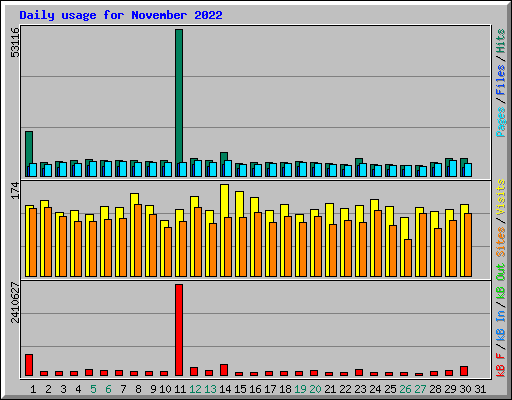 Daily usage for November 2022
53116
174
2410627
Pages/Files/Hits
Sites/Visits
kB F/kB In/kB Out
1 2 3 4 5 6 7 8 9 10 11 12 13 14 15 16 17 18 19 20 21 22 23 24 25 26 27 28 29 30 31